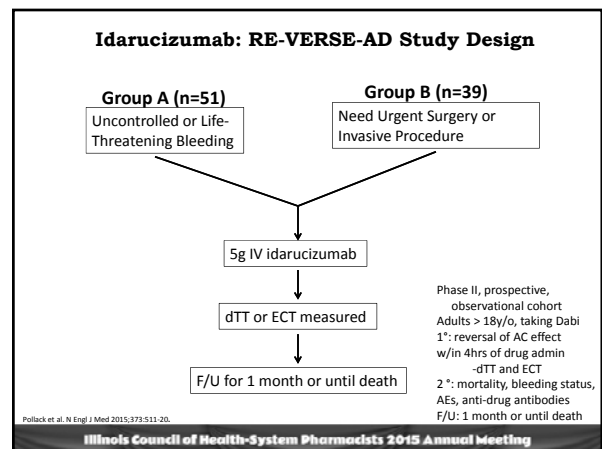 Idarucizumab: RE-VERSE-AD Study Design
Group A (n=51)
Uncontrolled or Life-
Threatening Bleeding
Group B (n=39)
Need Urgent Surgery or
Invasive Procedure
5g IV idarucizumab
dTT or ECT measured
F/U for 1 month or until death
Phase II, prospective,
observational cohort
Adults > 18y/o, taking Dabi
1°: reversal of AC effect
w/in 4hrs of drug admin
-dTT and ECT
2 °: mortality, bleeding status,
AEs, anti-drug antibodies
F/U: 1 month or until death
Pollack et al. N Engl J Med 2015;373:511-20.
Illinois Council of Health-System Pharmacists 2015 Annual Meeting